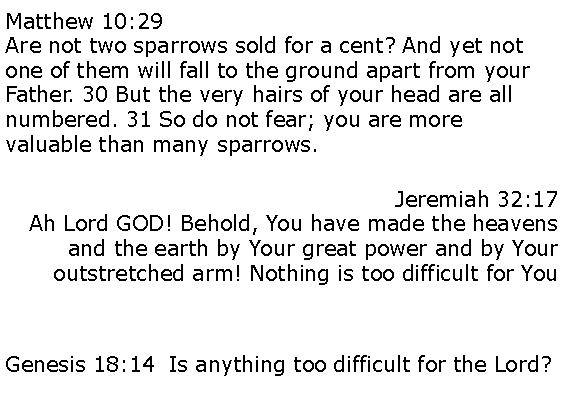 Matthew 10:29
Are not two sparrows sold for a cent? And yet not
one of them will fall to the ground apart from your
Father. 30 But the very hairs of your head are all
numbered. 31 So do not fear; you are more
valuable than many sparrows.
Jeremiah 32:17
Ah Lord GOD! Behold, You have made the heavens
and the earth by Your great power and by Your
outstretched arm! Nothing is too difficult for You
Genesis 18:14  Is anything too difficult for the Lord?